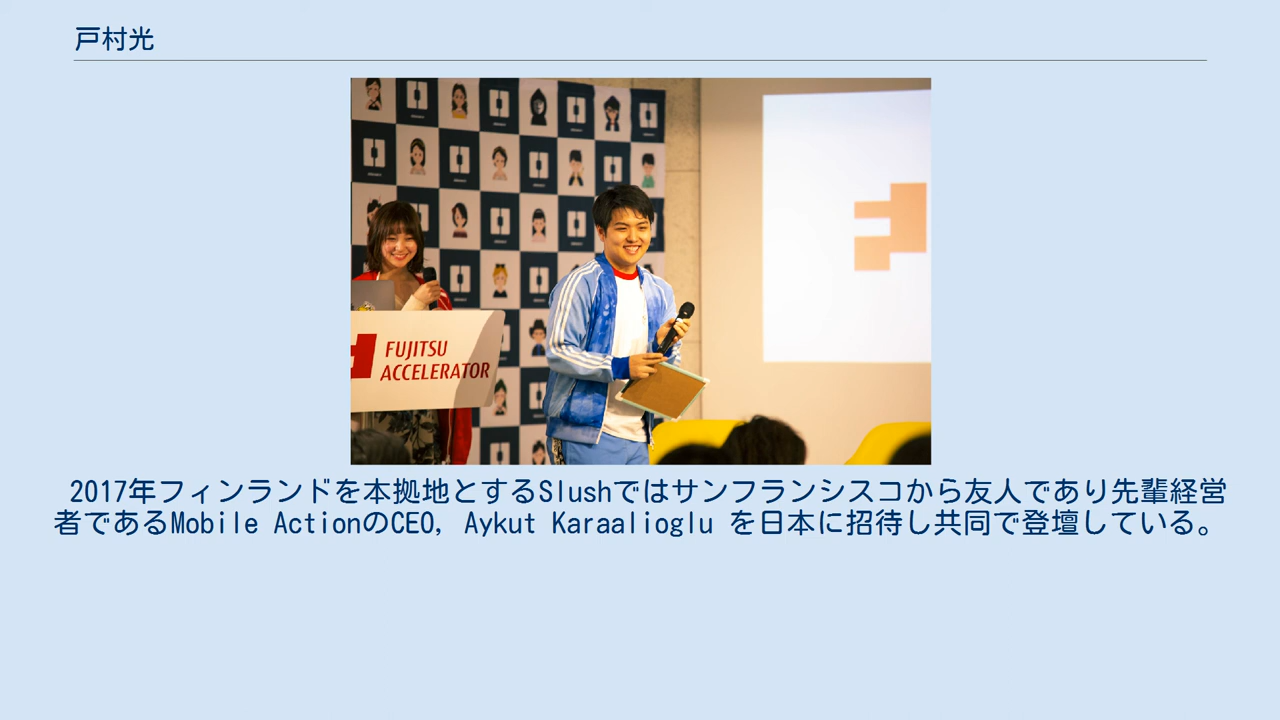 戸村光
FUJITSU
ACCELERATOR
2017年フィンランドを本拠地とするSlushではサンフランシスコから友人であり先輩経営
者であるMobile ActionのCEO, Aykut Karaalioglu を日本に招待し共同で登壇している。